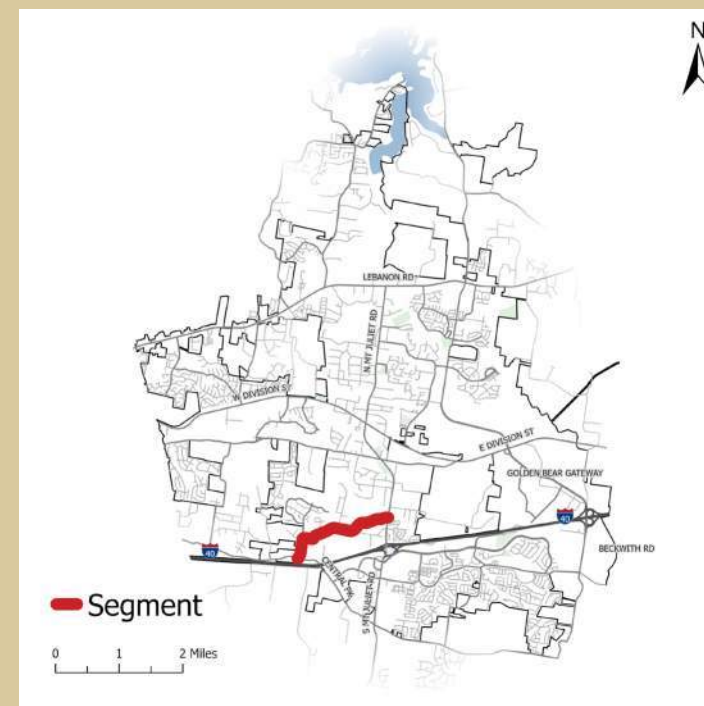 N
LEBANON RD
N MT JULIET RD
W DIVISION ST
E DIVISION ST
GOLDEN BEAR GATEWAY
40
BECKWITH RD
40
CENTRAL PIK
S MT JULIET RD
Segment
0 1 2 Miles